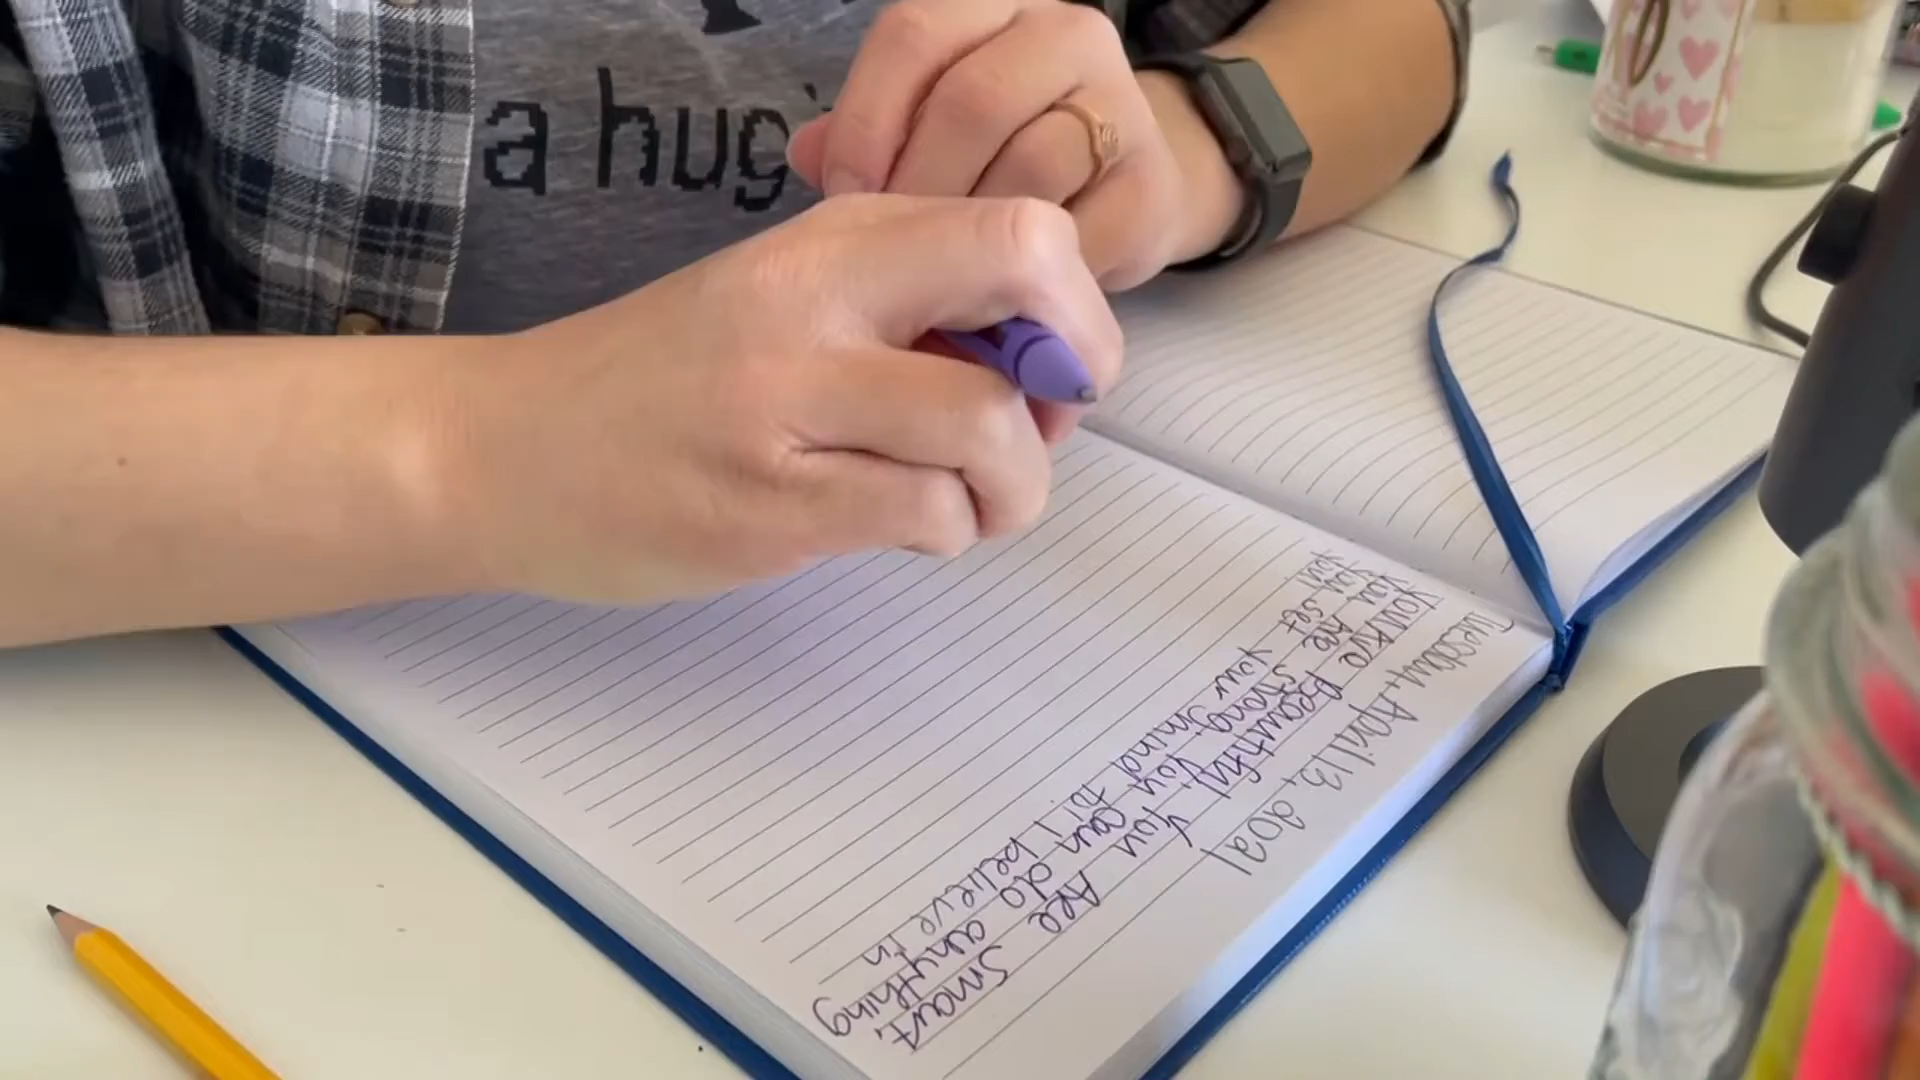 a hug
Tuesday, April 13, 2021
You Are Beautiful. You Are Smart.
You Are Strong. You can do anything
You set Your mind to! I believe in
You!